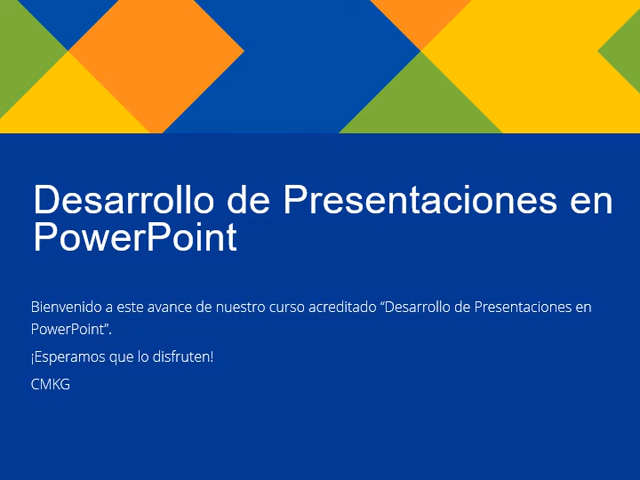 Desarrollo de Presentaciones en
PowerPoint
Bienvenido a este avance de nuestro curso acreditado “Desarrollo de Presentaciones en
PowerPoint”.
¡Esperamos que lo disfruten!
CMKG